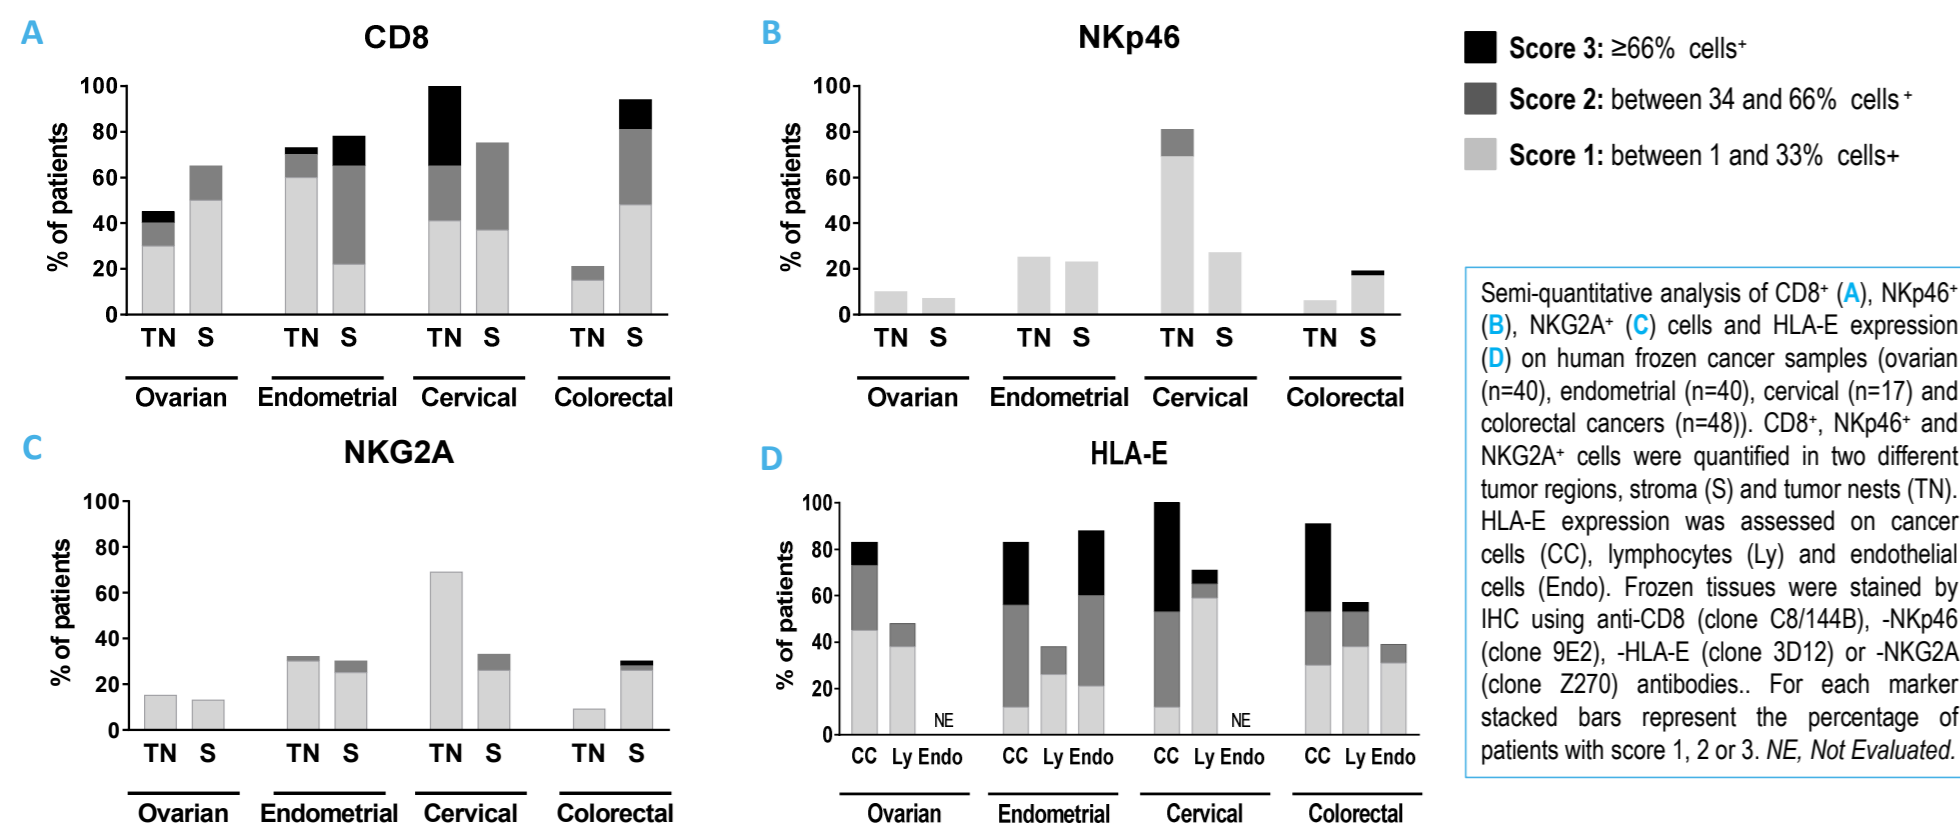 A
CD8
% of patients
100
80
60
40
20
0
TN S TN S TN S TN S
Ovarian Endometrial Cervical Colorectal
B
NKp46
% of patients
100
80
60
40
20
0
TN S TN S TN S TN S
Ovarian Endometrial Cervical Colorectal
Score 3: ≥66% cells⁺
Score 2: between 34 and 66% cells⁺
Score 1: between 1 and 33% cells+
C
NKG2A
% of patients
100
80
60
40
20
0
TN S TN S TN S TN S
Ovarian Endometrial Cervical Colorectal
D
HLA-E
% of patients
100
80
60
40
20
0
NE NE
CC Ly Endo CC Ly Endo CC Ly Endo CC Ly Endo
Ovarian Endometrial Cervical Colorectal
Semi-quantitative analysis of CD8⁺ (A), NKp46⁺
(B), NKG2A⁺ (C) cells and HLA-E expression
(D) on human frozen cancer samples (ovarian
(n=40), endometrial (n=40), cervical (n=17) and
colorectal cancers (n=48)). CD8⁺, NKp46⁺ and
NKG2A⁺ cells were quantified in two different
tumor regions, stroma (S) and tumor nests (TN).
HLA-E expression was assessed on cancer
cells (CC), lymphocytes (Ly) and endothelial
cells (Endo). Frozen tissues were stained by
IHC using anti-CD8 (clone C8/144B), -NKp46
(clone 9E2), -HLA-E (clone 3D12) or -NKG2A
(clone Z270) antibodies.. For each marker
stacked bars represent the percentage of
patients with score 1, 2 or 3. NE, Not Evaluated.